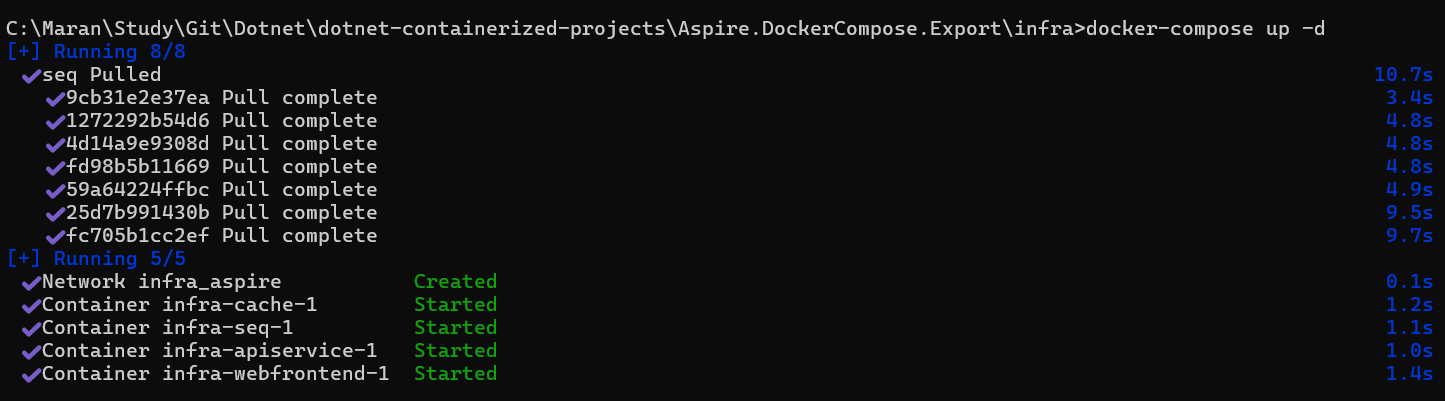 C:\Maran\Study\Git\Dotnet\dotnet-containerized-projects\Aspire.DockerCompose.Export\infra>docker-compose up -d
[+] Running 8/8
✔seq Pulled 10.7s
✔9cb31e2e37ea Pull complete 3.4s
✔1272292b54d6 Pull complete 4.8s
✔4d14a9e9308d Pull complete 4.8s
✔fd98b5b11669 Pull complete 4.8s
✔59a64224ffbc Pull complete 4.9s
✔25d7b991430b Pull complete 9.5s
✔fc705b1cc2ef Pull complete 9.7s
[+] Running 5/5
✔Network infra_aspire Created 0.1s
✔Container infra-cache-1 Started 1.2s
✔Container infra-seq-1 Started 1.1s
✔Container infra-apiservice-1 Started 1.0s
✔Container infra-webfrontend-1 Started 1.4s